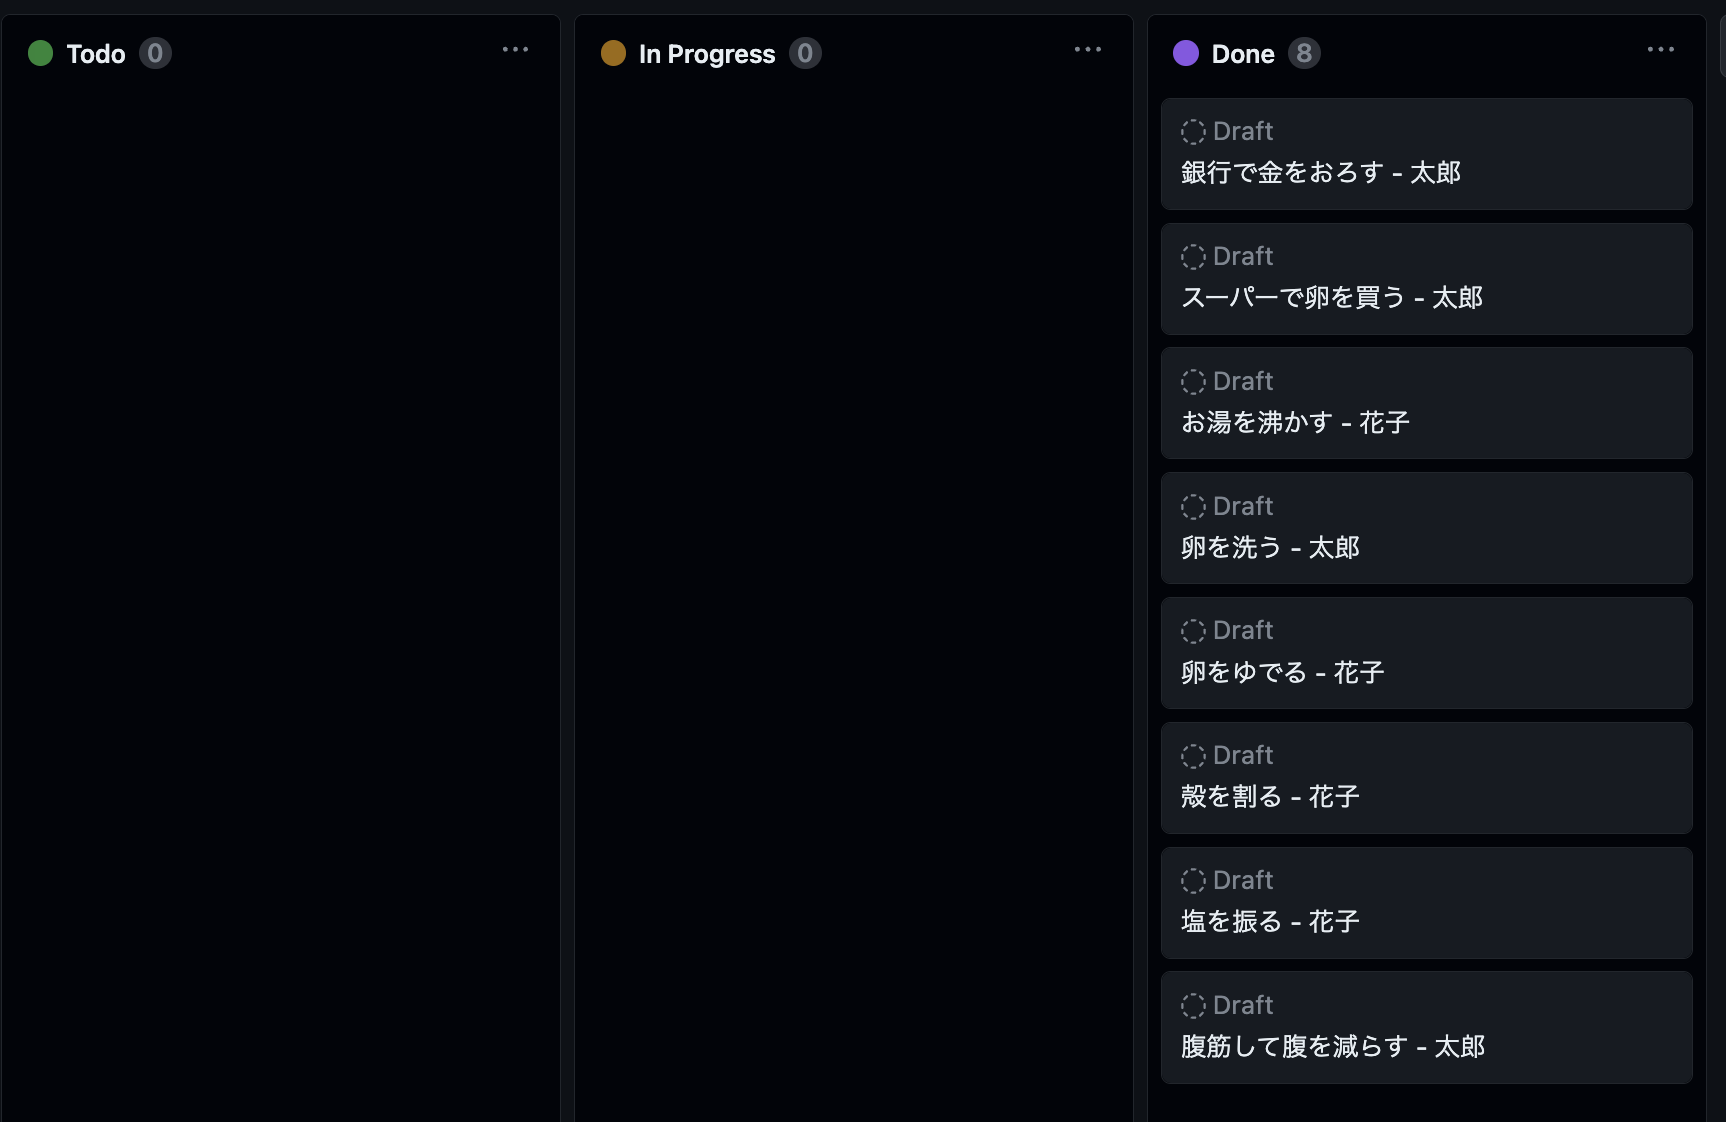 Todo 0
In Progress 0
Done 8
Draft
銀行で金をおろす - 太郎
Draft
スーパーで卵を買う - 太郎
Draft
お湯を沸かす - 花子
Draft
卵を洗う - 太郎
Draft
卵をゆでる - 花子
Draft
殻を割る - 花子
Draft
塩を振る - 花子
Draft
腹筋して腹を減らす - 太郎